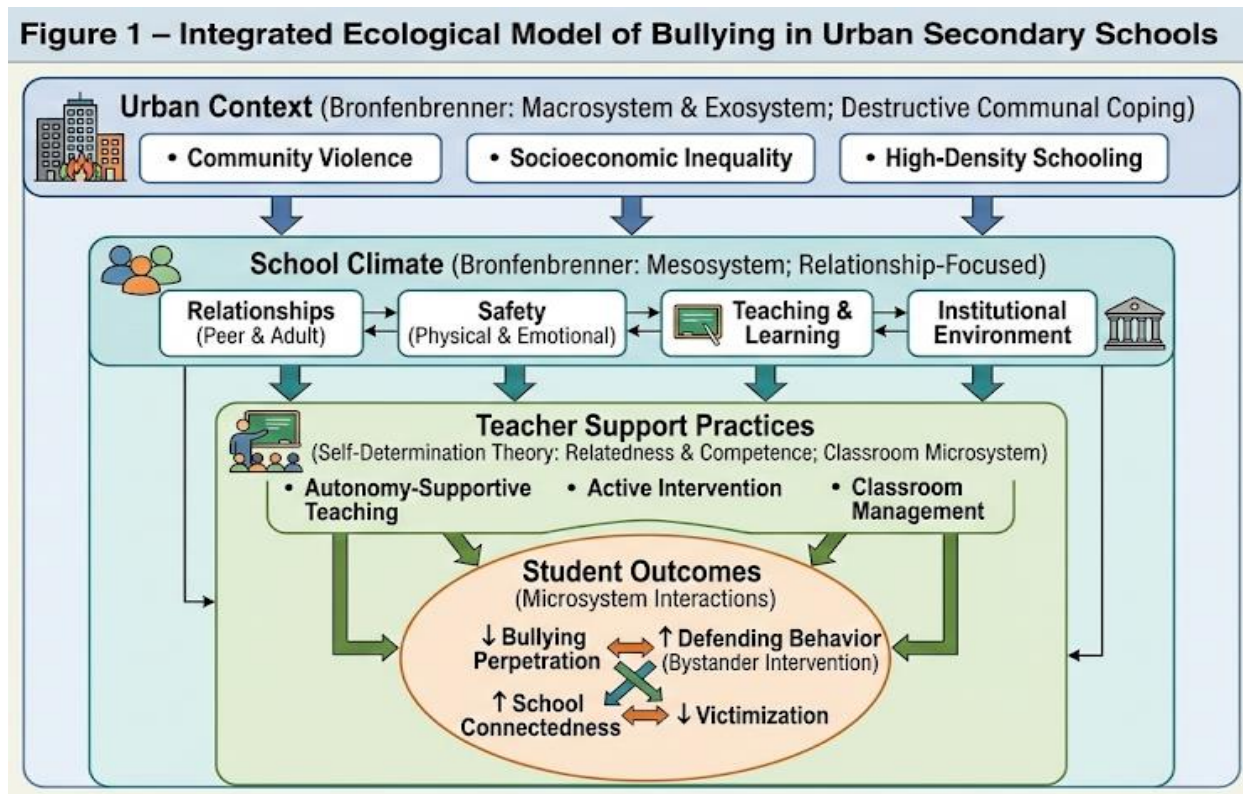 Figure 1 – Integrated Ecological Model of Bullying in Urban Secondary Schools
Urban Context (Bronfenbrenner: Macrosystem & Exosystem; Destructive Communal Coping)
• Community Violence
• Socioeconomic Inequality
• High-Density Schooling
School Climate (Bronfenbrenner: Mesosystem; Relationship-Focused)
Relationships
(Peer & Adult)
Safety
(Physical & Emotional)
Teaching &
Learning
Institutional
Environment
Teacher Support Practices
(Self-Determination Theory: Relatedness & Competence; Classroom Microsystem)
• Autonomy-Supportive
Teaching
• Active Intervention
• Classroom
Management
Student Outcomes
(Microsystem Interactions)
↓ Bullying
Perpetration
↑ Defending Behavior
(Bystander Intervention)
↑ School
Connectedness
↓ Victimization